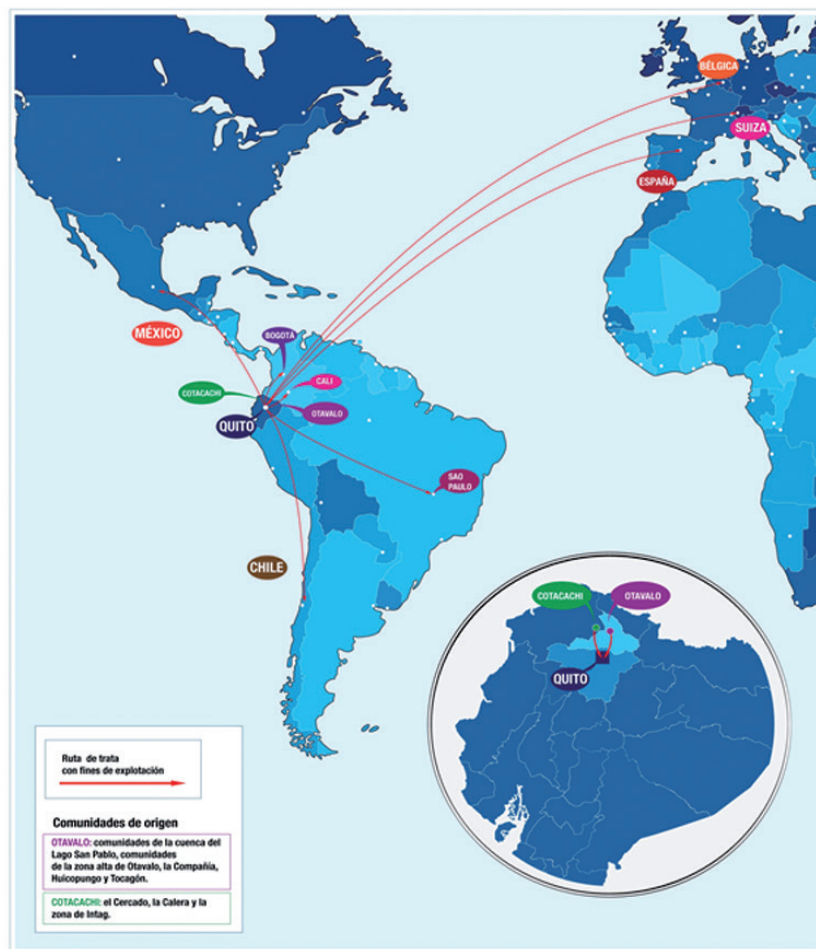 BÉLGICA
SUIZA
ESPAÑA
MÉXICO
BOGOTÁ
COTACACHI
CALI
QUITO
OTAVALO
SAO
PAULO
CHILE
COTACACHI
OTAVALO
QUITO
Ruta de trata
con fines de explotación
Comunidades de origen
OTAVALO: comunidades de la cuenca del
Lago San Pablo, comunidades
de la zona alta de Otavalo, la Compañía,
Huicopungo y Tocagón.
COTACACHI: el Cercado, la Calera y la
zona de Intag.